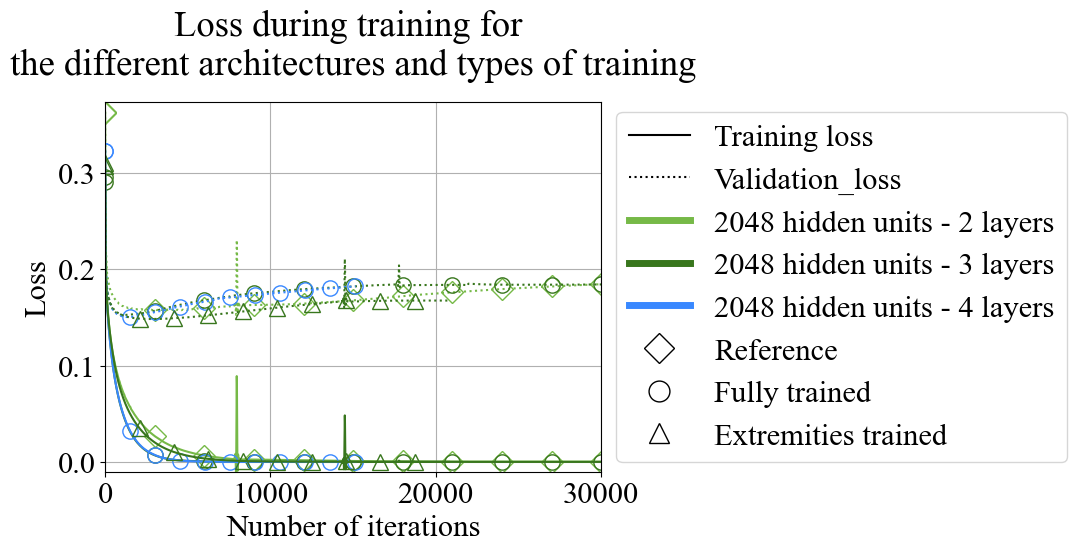 Loss during training for
the different architectures and types of training
Loss
0.3
0.2
0.1
0.0
0
10000
20000
30000
Number of iterations
Training loss
Validation_loss
2048 hidden units - 2 layers
2048 hidden units - 3 layers
2048 hidden units - 4 layers
Reference
Fully trained
Extremities trained